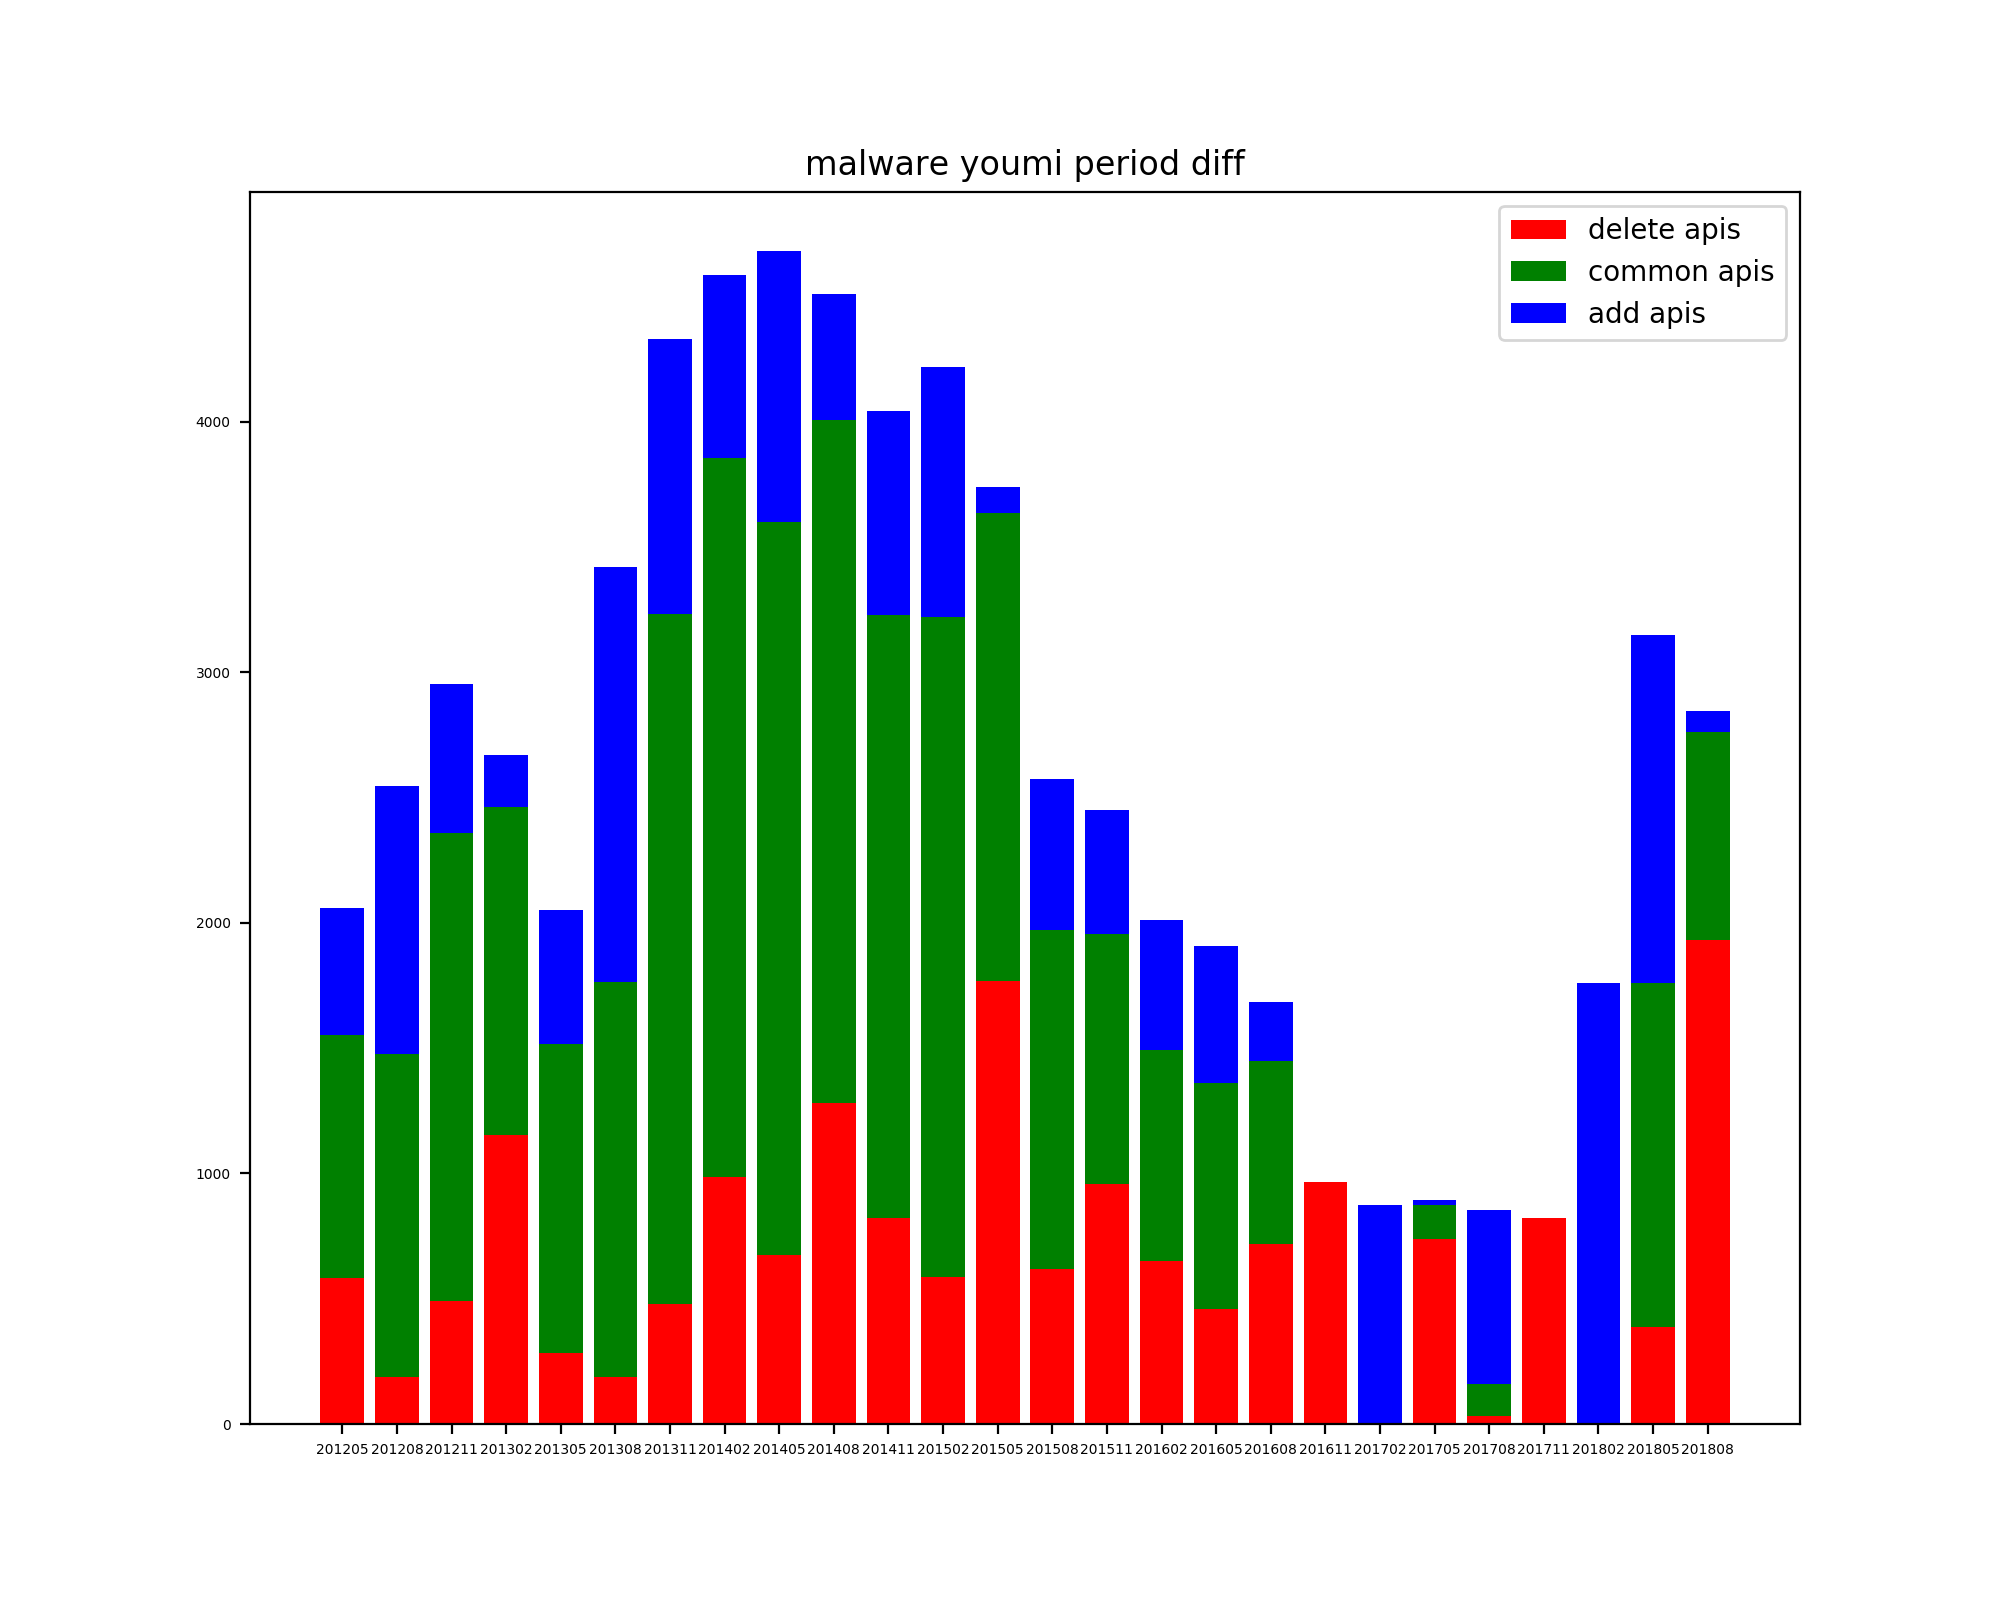 malware youmi period diff
delete apis
common apis
add apis
4000
3000
2000
1000
0
201205 201208 201211 201302 201305 201308 201311 201402 201405 201408 201411 201502 201505 201508 201511 201602 201605 201608 201611 201702 201705 201708 201711 201802 201805 201808